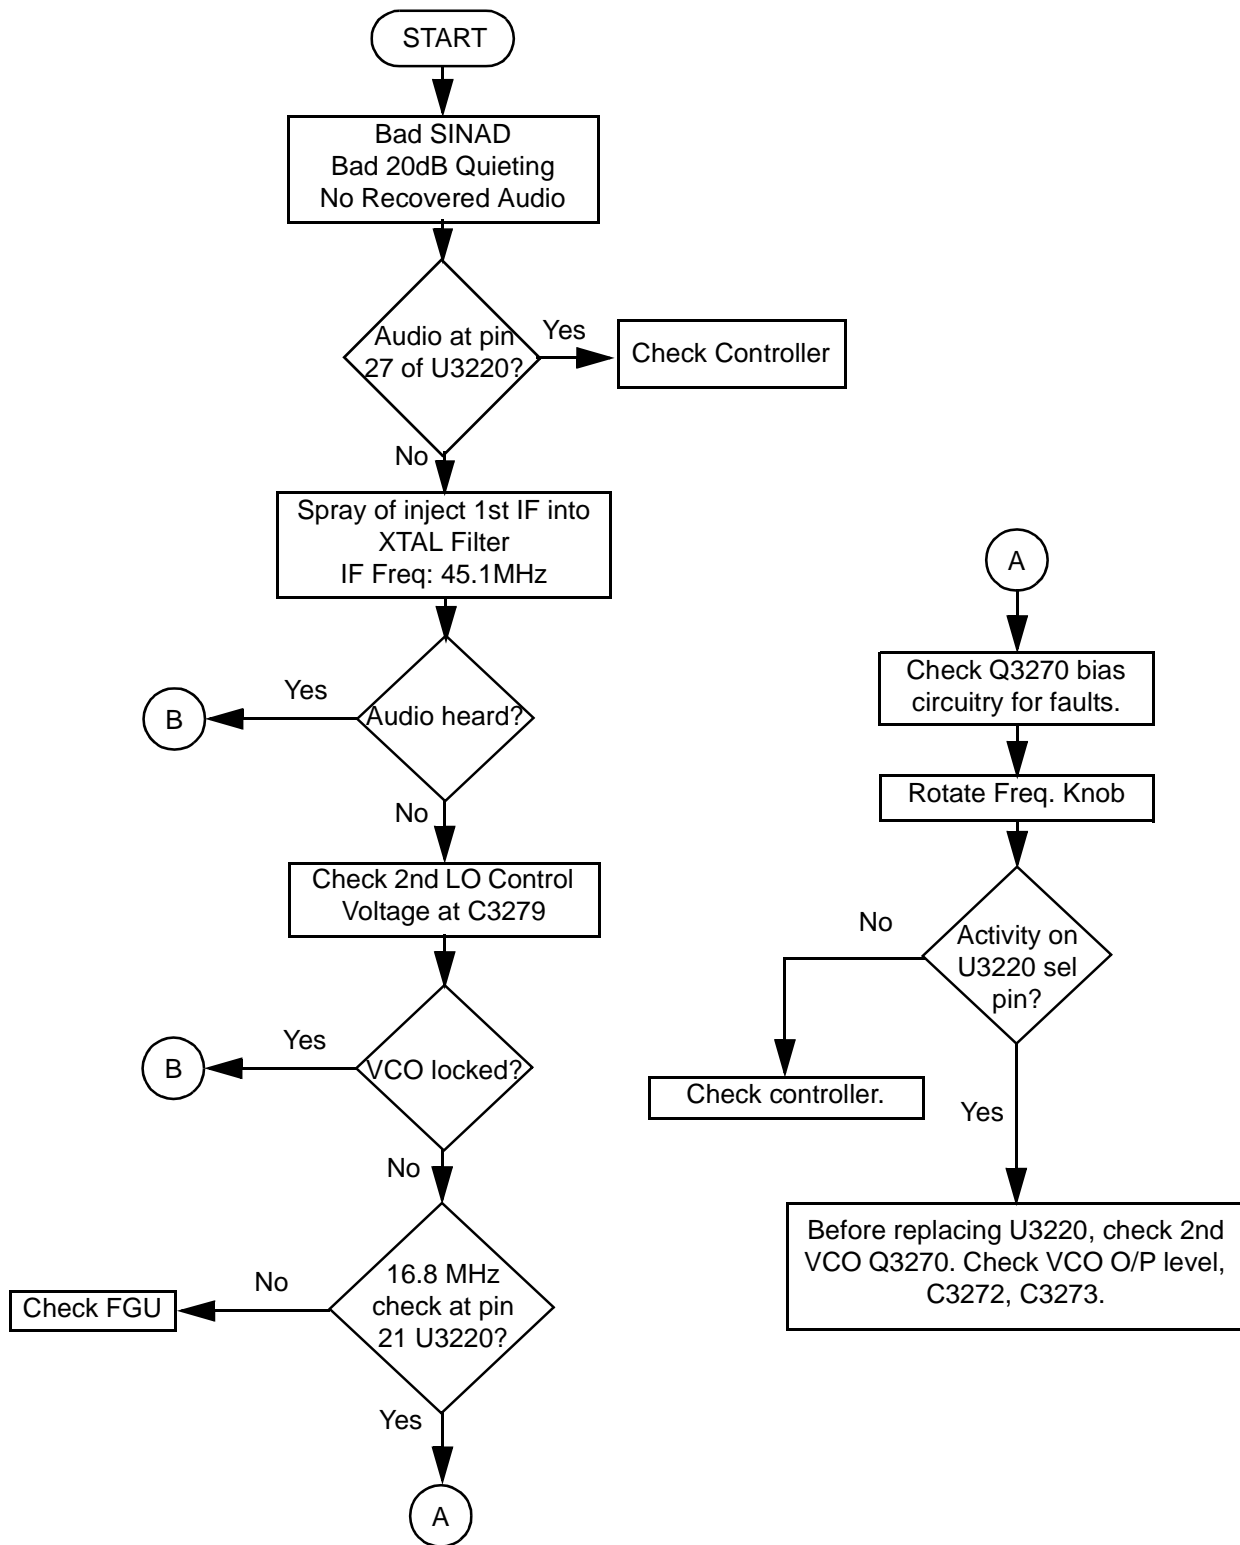 START
Bad SINAD
Bad 20dB Quieting
No Recovered Audio
Audio at pin
27 of U3220?
Yes
Check Controller
No
Spray of inject 1st IF into
XTAL Filter
IF Freq: 45.1MHz
Audio heard?
Yes
B
No
Check 2nd LO Control
Voltage at C3279
VCO locked?
Yes
B
No
16.8 MHz
check at pin
21 U3220?
No
Check FGU
Yes
A
A
Check Q3270 bias
circuitry for faults.
Rotate Freq. Knob
Activity on
U3220 sel
pin?
No
Check controller.
Yes
Before replacing U3220, check 2nd
VCO Q3270. Check VCO O/P level,
C3272, C3273.